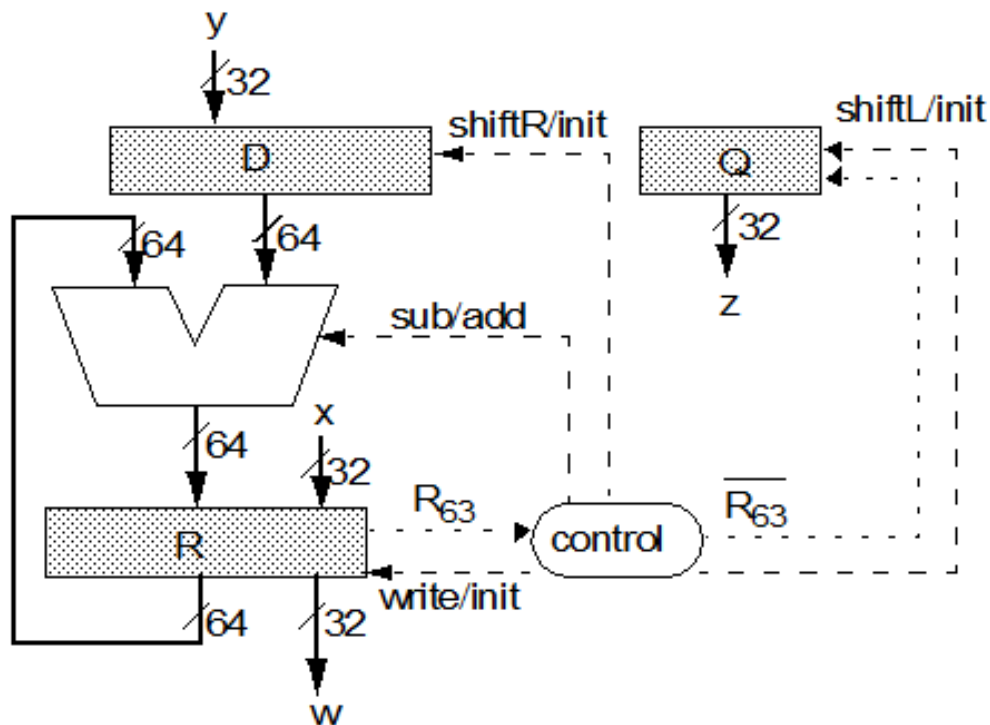 y
32
shiftR/init
shiftL/init
D
Q
64
64
32
z
sub/add
x
64
32
R63
R63
control
R
write/init
64
32
w